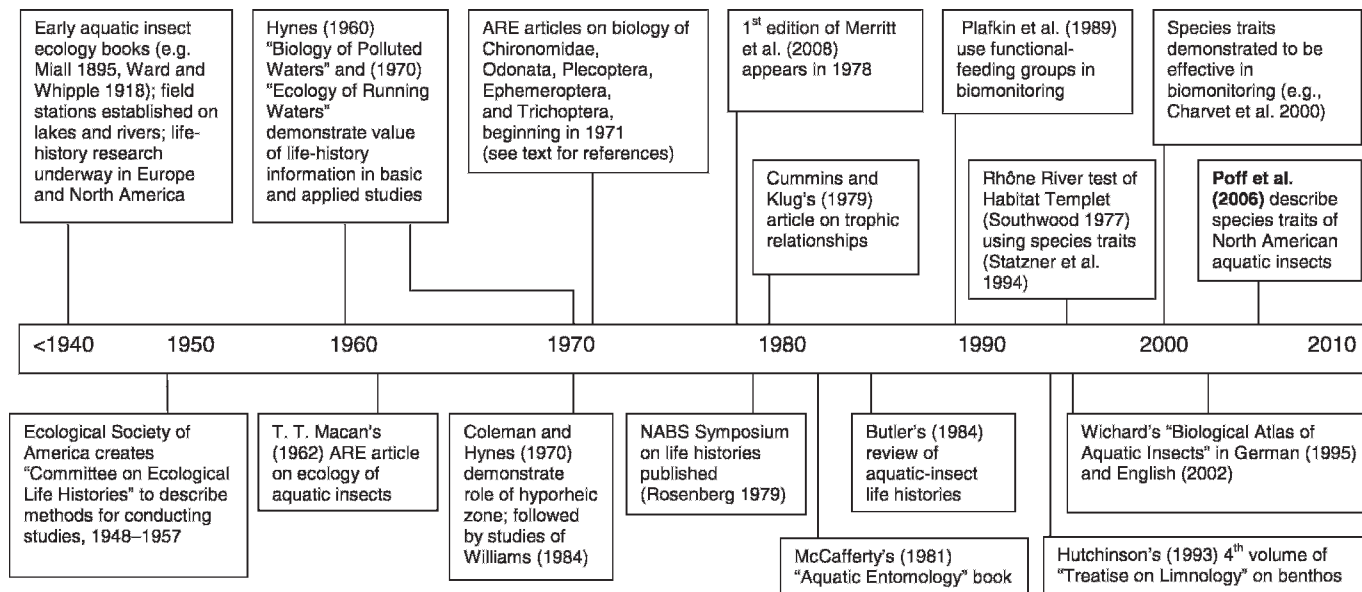 Early aquatic insect
ecology books (e.g.
Miall 1895, Ward and
Whipple 1918); field
stations established on
lakes and rivers; life-
history research
underway in Europe
and North America
Hynes (1960)
“Biology of Polluted
Waters” and (1970)
“Ecology of Running
Waters”
demonstrate value
of life-history
information in basic
and applied studies
ARE articles on biology of
Chironomidae,
Odonata, Plecoptera,
Ephemeroptera,
and Trichoptera,
beginning in 1971
(see text for references)
1st edition of Merritt
et al. (2008)
appears in 1978
Cummins and
Klug's (1979)
article on trophic
relationships
Plafkin et al. (1989)
use functional-
feeding groups in
biomonitoring
Rhône River test of
Habitat Templet
(Southwood 1977)
using species traits
(Statzner et al.
1994)
Species traits
demonstrated to be
effective in
biomonitoring (e.g.,
Charvet et al. 2000)
Poff et al.
(2006) describe
species traits of
North American
aquatic insects
<1940 1950 1960 1970 1980 1990 2000 2010
Ecological Society of
America creates
“Committee on Ecological
Life Histories” to describe
methods for conducting
studies, 1948–1957
T. T. Macan's
(1962) ARE article
on ecology of
aquatic insects
Coleman and
Hynes (1970)
demonstrate
role of hyporheic
zone; followed
by studies of
Williams (1984)
NABS Symposium
on life histories
published
(Rosenberg 1979)
McCafferty's (1981)
“Aquatic Entomology” book
Butler's (1984)
review of
aquatic-insect
life histories
Wichard's “Biological Atlas of
Aquatic Insects” in German (1995)
and English (2002)
Hutchinson's (1993) 4th volume of
“Treatise on Limnology” on benthos